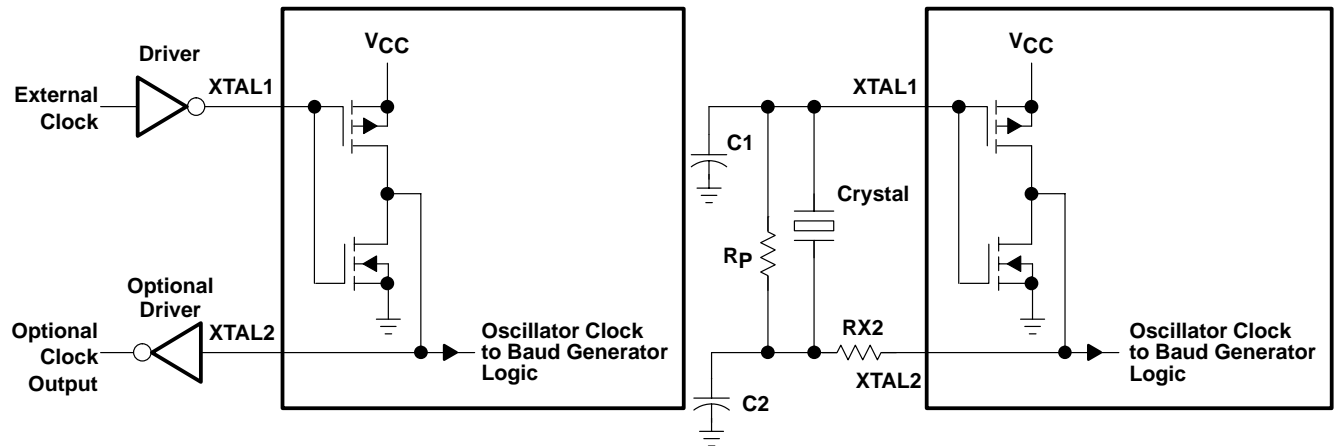 Driver
External
Clock
XTAL1
VCC
Optional
Driver
Optional
Clock
Output
XTAL2
Oscillator Clock
to Baud Generator
Logic
C1
XTAL1
VCC
Crystal
RP
RX2
XTAL2
C2
Oscillator Clock
to Baud Generator
Logic